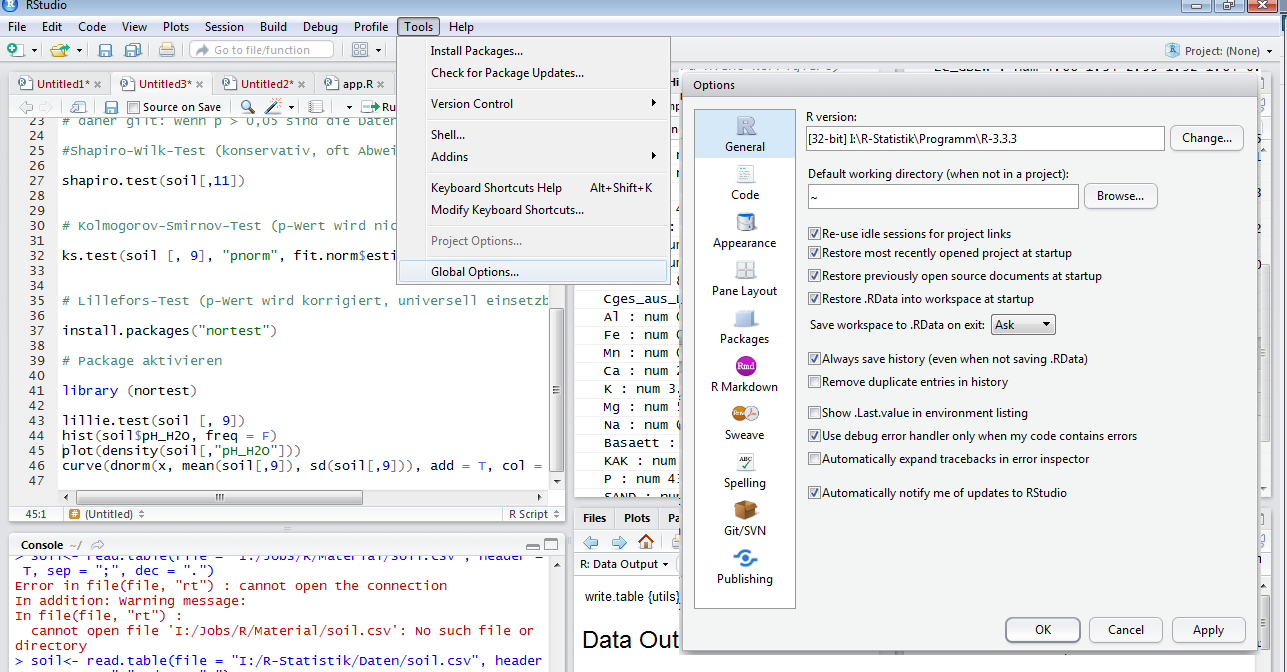 RStudio
File Edit Code View Plots Session Build Debug Profile Tools Help
Go to file/function
Project: (None)
Untitled1* Untitled3* Untitled2* app.R
Source on Save
23 # daher gilt: wenn p > 0,05 sind die Daten
24
25 #Shapiro-Wilk-Test (konservativ, oft Abwei
26
27 shapiro.test(soil[,11])
28
29
30 # Kolmogorov-Smirnov-Test (p-Wert wird nic
31
32 ks.test(soil [, 9], "pnorm", fit.norm$esti
33
34
35 # Lillefors-Test (p-Wert wird korrigiert, universell einsetzb
36
37 install.packages("nortest")
38
39 # Package aktivieren
40
41 library (nortest)
42
43 lillie.test(soil [, 9])
44 hist(soil$pH_H2O, freq = F)
45 plot(density(soil[,"pH_H2O"]))
46 curve(dnorm(x, mean(soil[,9]), sd(soil[,9])), add = T, col =
47
45:1 (Untitled) R Script
Console ~/
> soil<- read.table(file = "I:/Jobs/R/Material/soil.csv", header =
T, sep = ";", dec = ".")
Error in file(file, "rt") : cannot open the connection
In addition: Warning message:
In file(file, "rt") :
cannot open file 'I:/Jobs/R/Material/soil.csv': No such file or
directory
> soil<- read.table(file = "I:/R-Statistik/Daten/soil.csv", header
Install Packages...
Check for Package Updates...
Version Control
Shell...
Addins
Keyboard Shortcuts Help Alt+Shift+K
Modify Keyboard Shortcuts...
Project Options...
Global Options...
Al : num
Fe : num
Mn : num
Ca : num
K : num 3.
Mg : num
Na : num
Basaett :
KAK : num
P : num 43
SAND : num
Files Plots
R: Data Output
write.table {utils}
Data Out
Options
General
Code
Appearance
Pane Layout
Packages
Rmd
R Markdown
Sweave
ABC
Spelling
Git/SVN
Publishing
R version:
[32-bit] I:\R-Statistik\Programm\R-3.3.3
Change...
Default working directory (when not in a project):
~
Browse...
Re-use idle sessions for project links
Restore most recently opened project at startup
Restore previously open source documents at startup
Restore .RData into workspace at startup
Save workspace to .RData on exit: Ask
Always save history (even when not saving .RData)
Remove duplicate entries in history
Show .Last.value in environment listing
Use debug error handler only when my code contains errors
Automatically expand tracebacks in error inspector
Automatically notify me of updates to RStudio
OK Cancel Apply